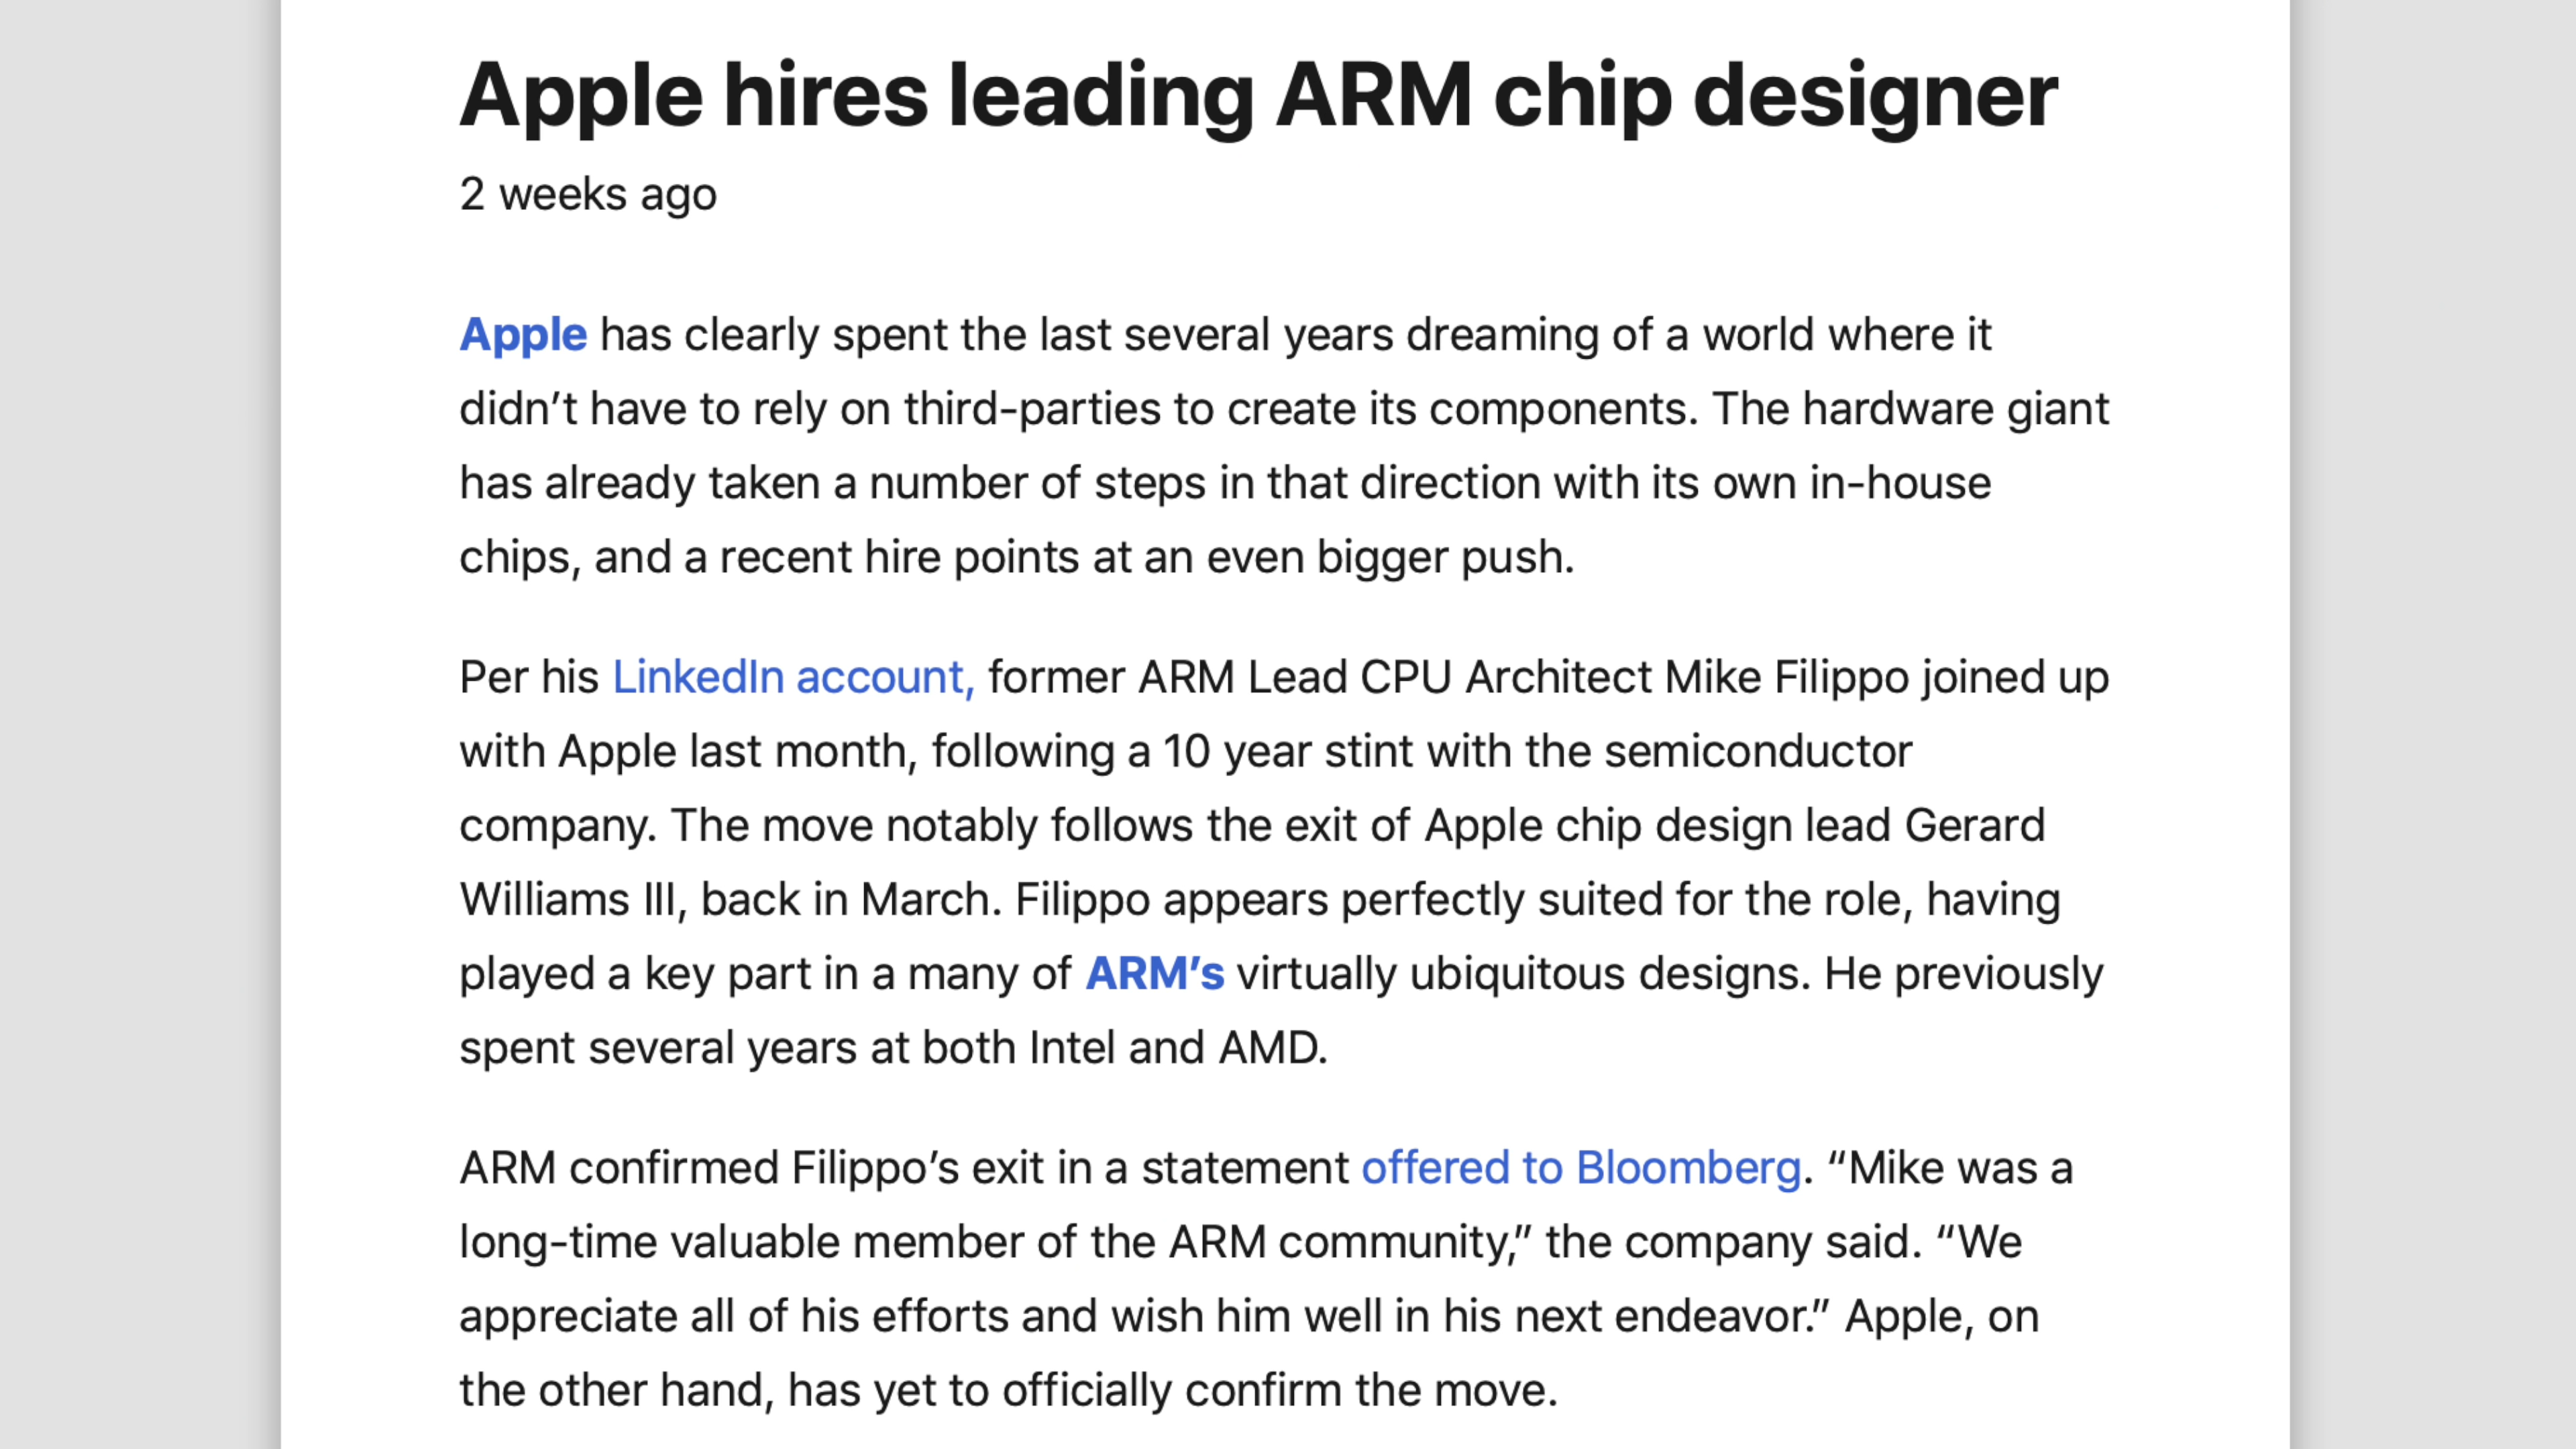 Apple hires leading ARM chip designer
2 weeks ago
Apple has clearly spent the last several years dreaming of a world where it
didn’t have to rely on third-parties to create its components. The hardware giant
has already taken a number of steps in that direction with its own in-house
chips, and a recent hire points at an even bigger push.
Per his LinkedIn account, former ARM Lead CPU Architect Mike Filippo joined up
with Apple last month, following a 10 year stint with the semiconductor
company. The move notably follows the exit of Apple chip design lead Gerard
Williams III, back in March. Filippo appears perfectly suited for the role, having
played a key part in a many of ARM’s virtually ubiquitous designs. He previously
spent several years at both Intel and AMD.
ARM confirmed Filippo’s exit in a statement offered to Bloomberg. “Mike was a
long-time valuable member of the ARM community,” the company said. “We
appreciate all of his efforts and wish him well in his next endeavor.” Apple, on
the other hand, has yet to officially confirm the move.